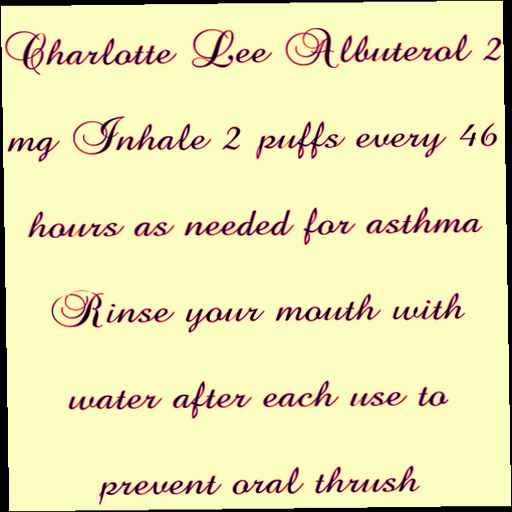 Charlotte Lee Albuterol 2
mg Inhale 2 puffs every 46
hours as needed for asthma
Rinse your mouth with
water after each use to
prevent oral thrush